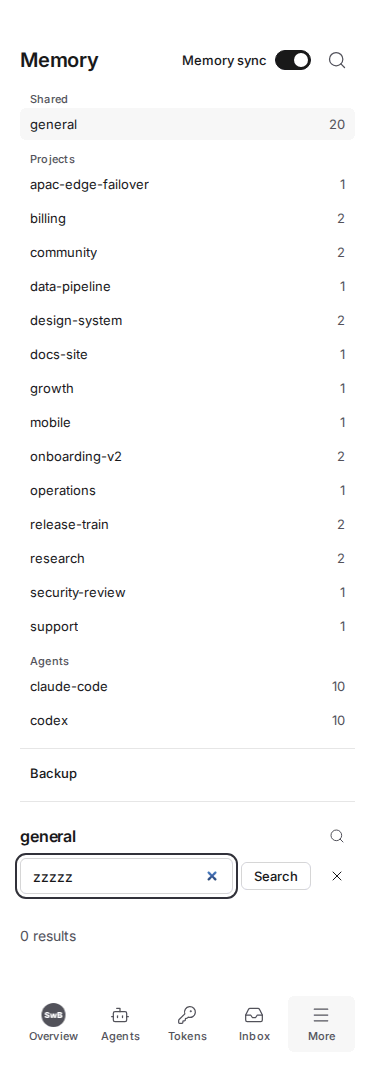 Memory
Memory sync
Shared
general 20
Projects
apac-edge-failover 1
billing 2
community 2
data-pipeline 1
design-system 2
docs-site 1
growth 1
mobile 1
onboarding-v2 2
operations 1
release-train 2
research 2
security-review 1
support 1
Agents
claude-code 10
codex 10
Backup
general
zzzzz
Search
0 results
SwB
Overview Agents Tokens Inbox More